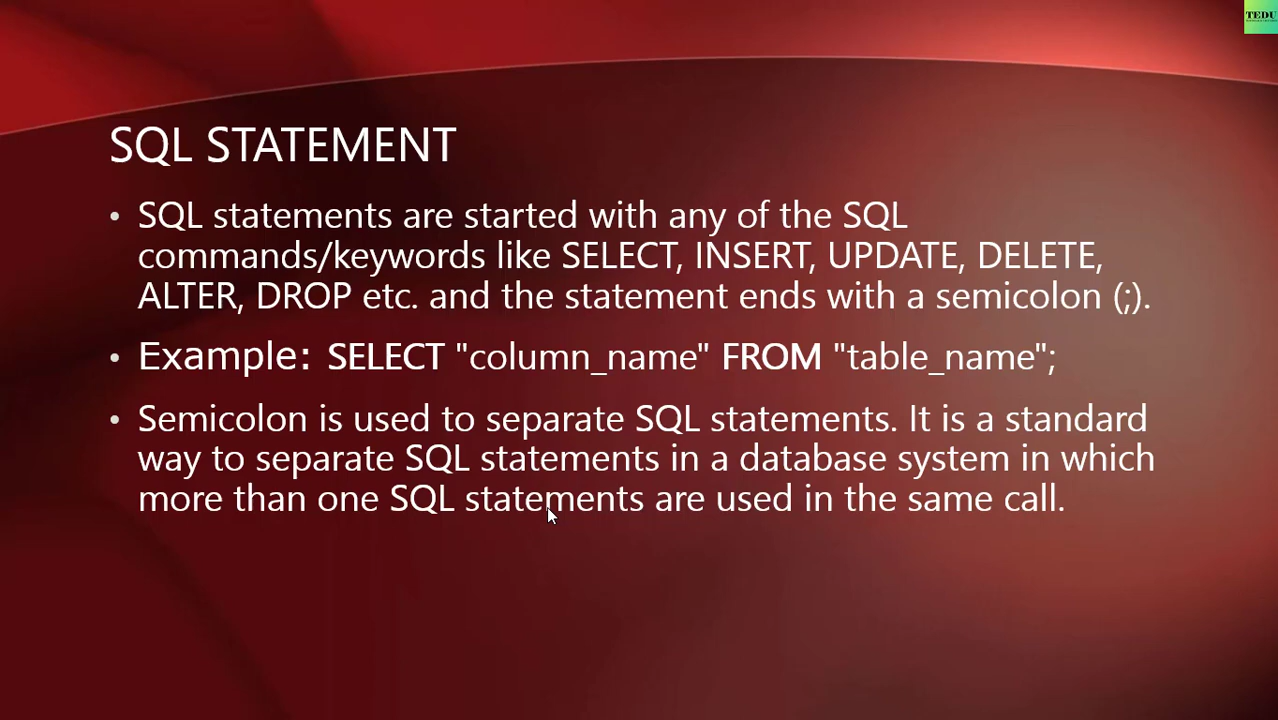 TEDU
SQL STATEMENT
• SQL statements are started with any of the SQL
commands/keywords like SELECT, INSERT, UPDATE, DELETE,
ALTER, DROP etc. and the statement ends with a semicolon (;).
• Example: SELECT "column_name" FROM "table_name";
• Semicolon is used to separate SQL statements. It is a standard
way to separate SQL statements in a database system in which
more than one SQL statements are used in the same call.